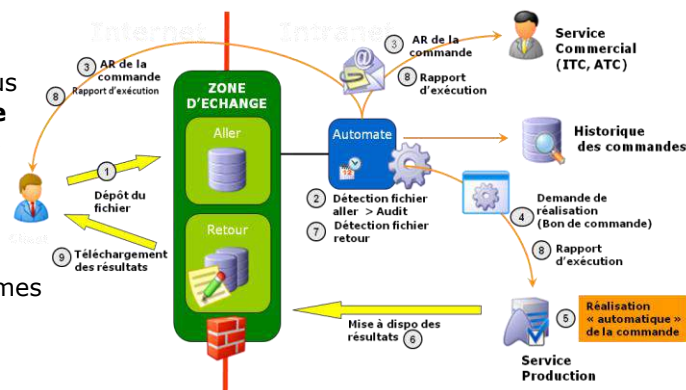 Internet
Intranet
us
e
mes
3 AR de la
commande
8 Rapport d'exécution
ZONE
D'ECHANGE
Aller
Retour
1
Dépôt du
fichier
Client
9 Téléchargement
des résultats
3 AR de la
commande
8 Rapport
d'exécution
Automate
12
2 Détection fichier
aller > Audit
7 Détection fichier
retour
Service
Commercial
(ITC, ATC)
Historique
des commandes
4 Demande de
réalisation
(Bon de commande)
8 Rapport
d'exécution
5 Réalisation
« automatique »
de la commande
Mise à dispo des
résultats 6
Service
Production